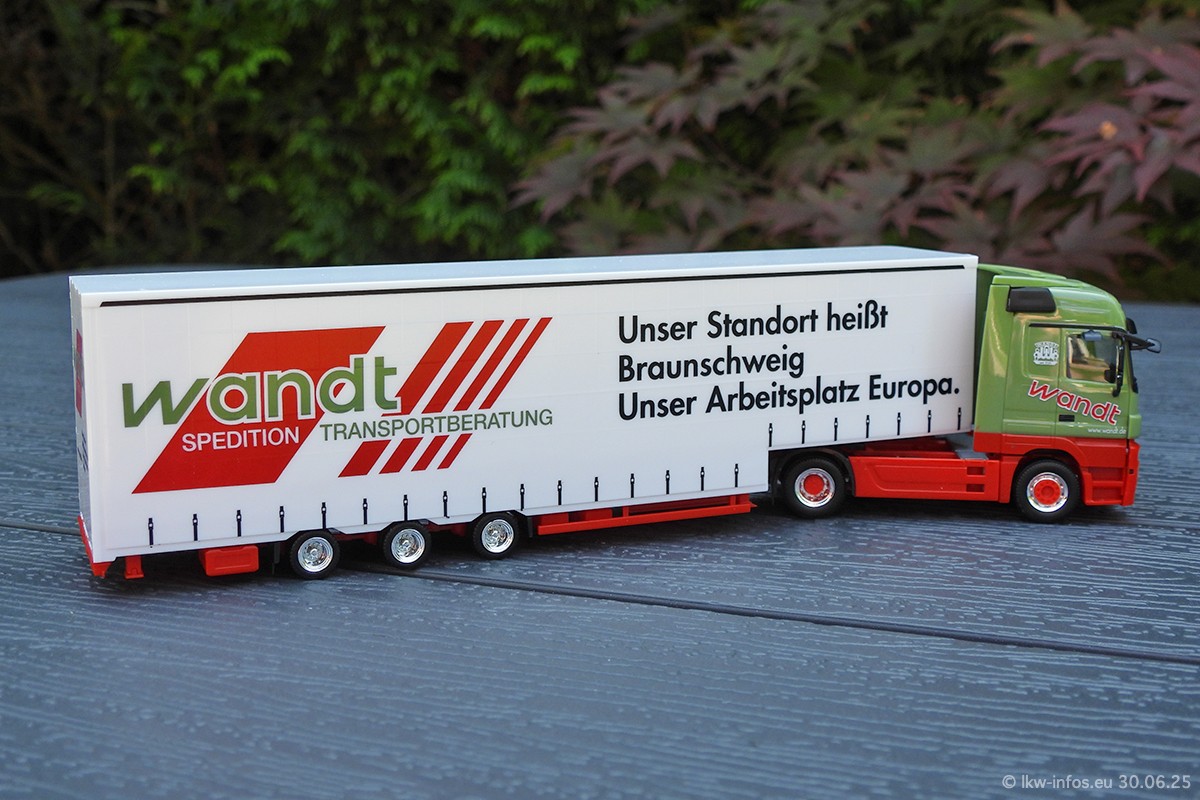 wandt
SPEDITION TRANSPORTBERATUNG
Unser Standort heißt
Braunschweig
Unser Arbeitsplatz Europa.
wandt
www.wandt.de
© lkw-infos.eu 30.06.25